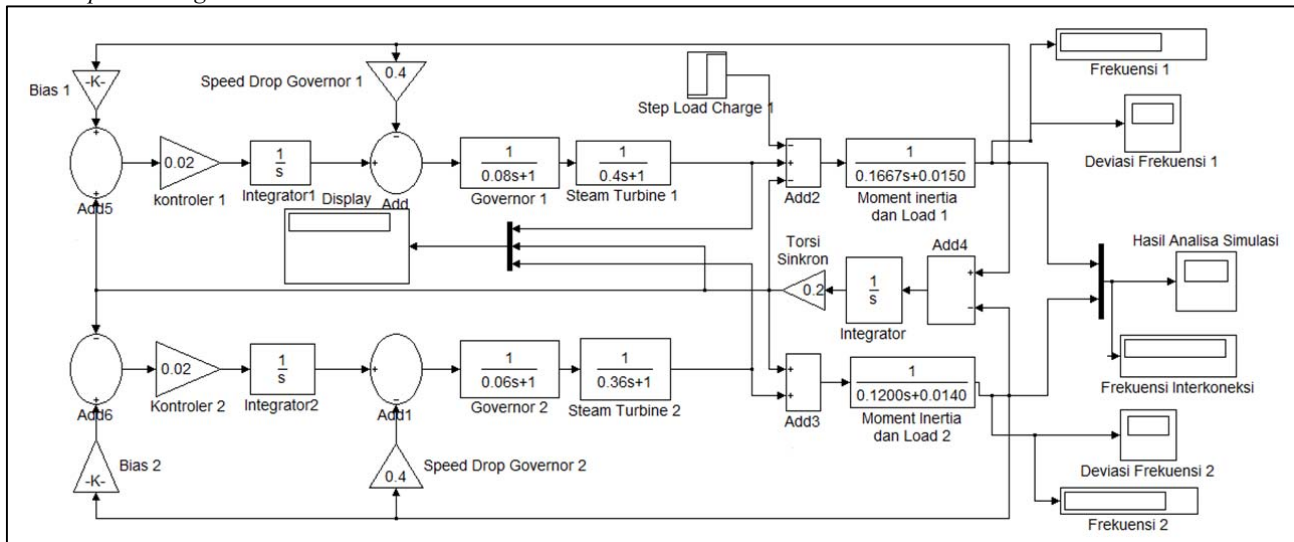 -K-
Bias 1
Speed Drop Governor 1
0.4
Step Load Charge 1
Frekuensi 1
Deviasi Frekuensi 1
+
+
Add5
0.02
kontroler 1
1
s
Integrator1
−
+
Add
1
0.08s+1
Governor 1
1
0.4s+1
Steam Turbine 1
−
+
−
Add2
1
0.1667s+0.0150
Moment inertia
dan Load 1
Display
Torsi
Sinkron
0.2
1
s
Integrator
Add4
+
−
Hasil Analisa Simulasi
Frekuensi Interkoneksi
−
+
Add6
0.02
Kontroler 2
1
s
Integrator2
+
−
Add1
1
0.06s+1
Governor 2
1
0.36s+1
Steam Turbine 2
+
+
Add3
1
0.1200s+0.0140
Moment Inertia
dan Load 2
-K-
Bias 2
0.4
Speed Drop Governor 2
Deviasi Frekuensi 2
Frekuensi 2